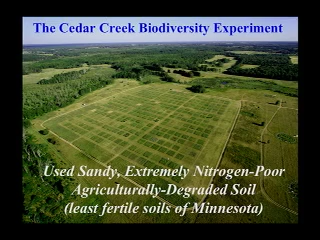 The Cedar Creek Biodiversity Experiment
Used Sandy, Extremely Nitrogen-Poor
Agriculturally-Degraded Soil
(least fertile soils of Minnesota)